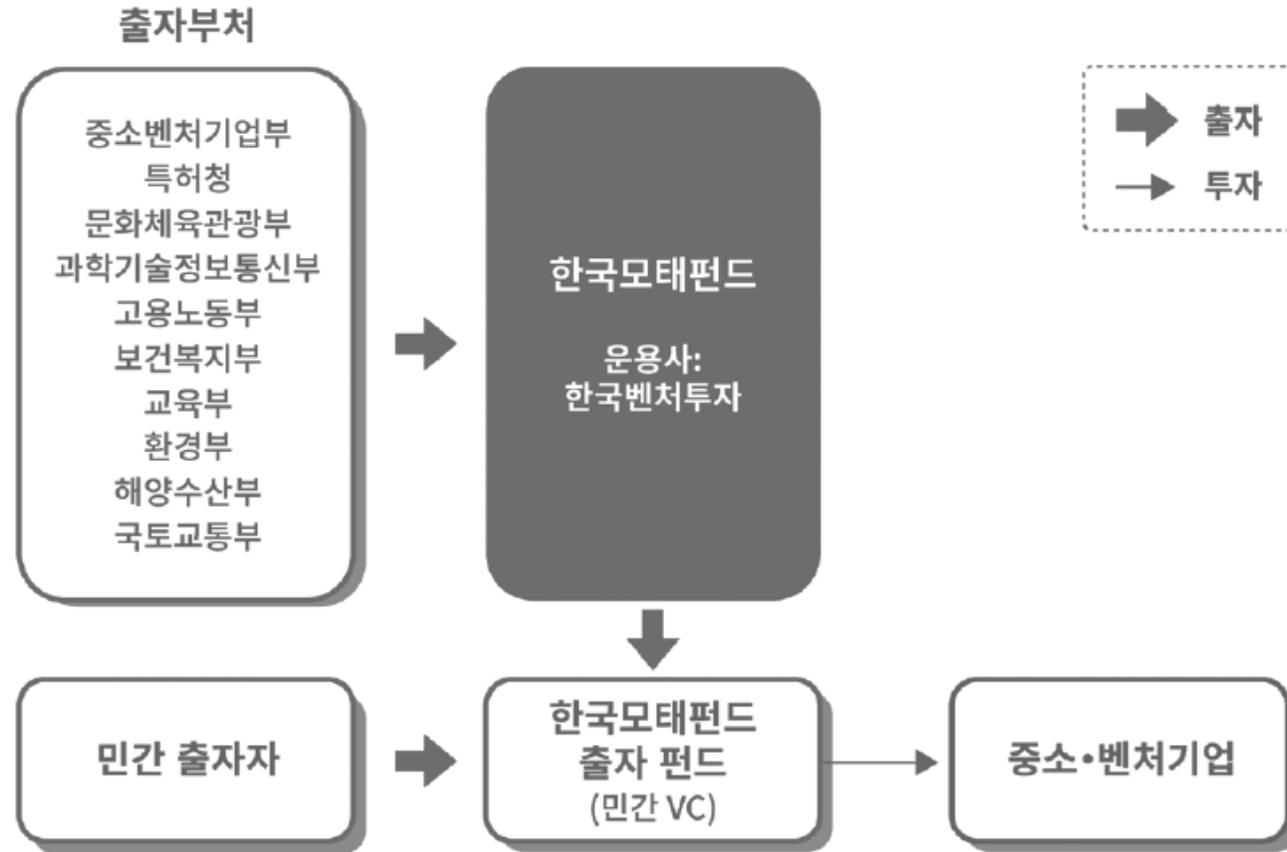 출자부처
중소벤처기업부
특허청
문화체육관광부
과학기술정보통신부
고용노동부
보건복지부
교육부
환경부
해양수산부
국토교통부
한국모태펀드
운용사:
한국벤처투자
출자
투자
민간 출자자
한국모태펀드
출자 펀드
(민간 VC)
중소•벤처기업